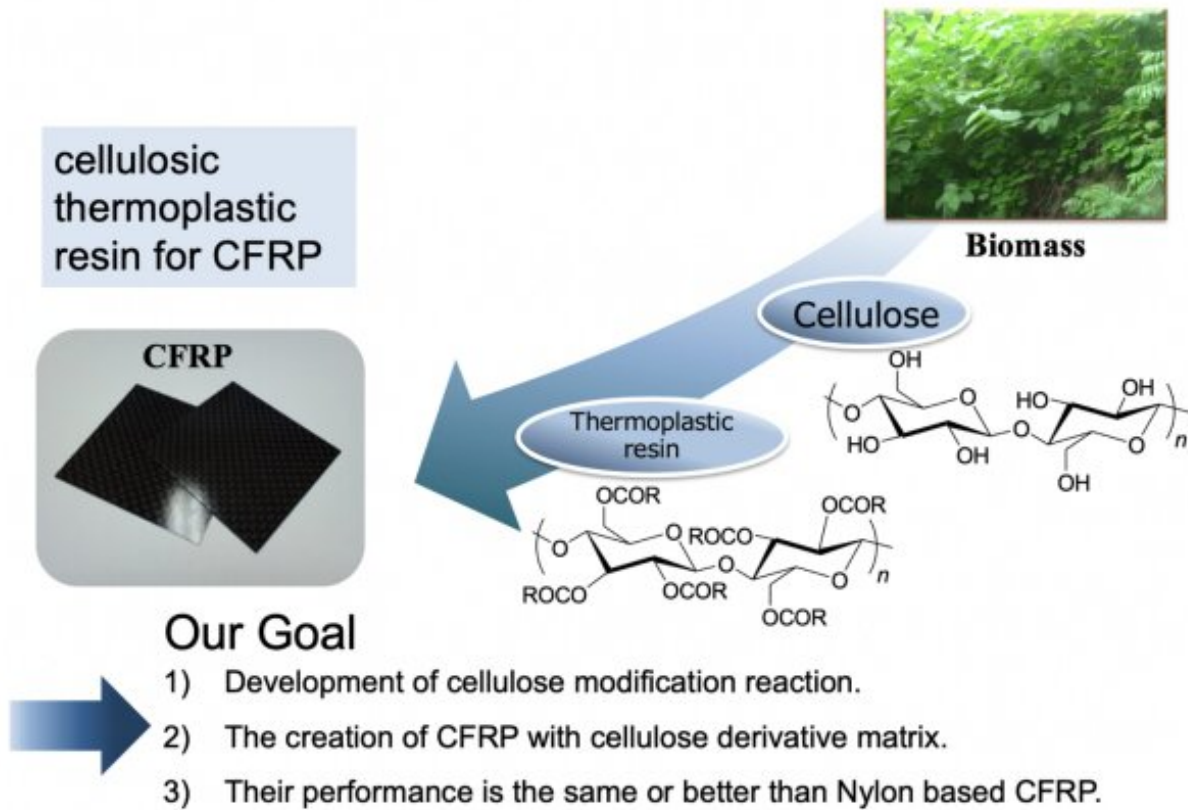 cellulosic
thermoplastic
resin for CFRP
Biomass
Cellulose
CFRP
Thermoplastic
resin
OH
O
HO
OH
O
HO
HO
OH
O
OH
n
OCOR
O
ROCO
OCOR
O
ROCO
OCOR
O
OCOR
n
Our Goal
1) Development of cellulose modification reaction.
2) The creation of CFRP with cellulose derivative matrix.
3) Their performance is the same or better than Nylon based CFRP.